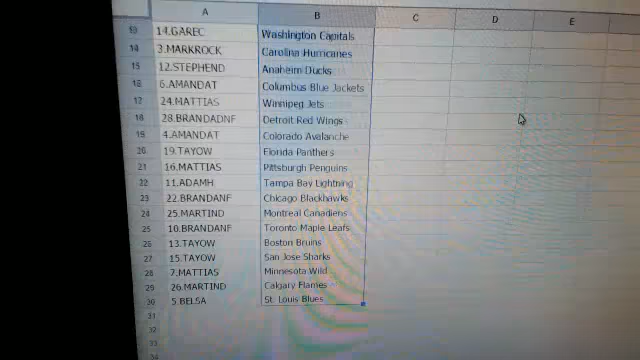 A B C D E
13 14.GAREC Washington Capitals
14 3.MARKROCK Carolina Hurricanes
15 12.STEPHEND Anaheim Ducks
16 6.AMANDAT Columbus Blue Jackets
17 24.MATTIAS Winnipeg Jets
18 28.BRANDADNF Detroit Red Wings
19 4.AMANDAT Colorado Avalanche
20 19.TAYOW Florida Panthers
21 16.MATTIAS Pittsburgh Penguins
22 11.ADAMH Tampa Bay Lightning
23 22.BRANDANF Chicago Blackhawks
24 25.MARTIND Montreal Canadiens
25 10.BRANDANF Toronto Maple Leafs
26 13.TAYOW Boston Bruins
27 15.TAYOW San Jose Sharks
28 7.MATTIAS Minnesota Wild
29 26.MARTIND Calgary Flames
30 5.BELSA St. Louis Blues
31
32
33
34